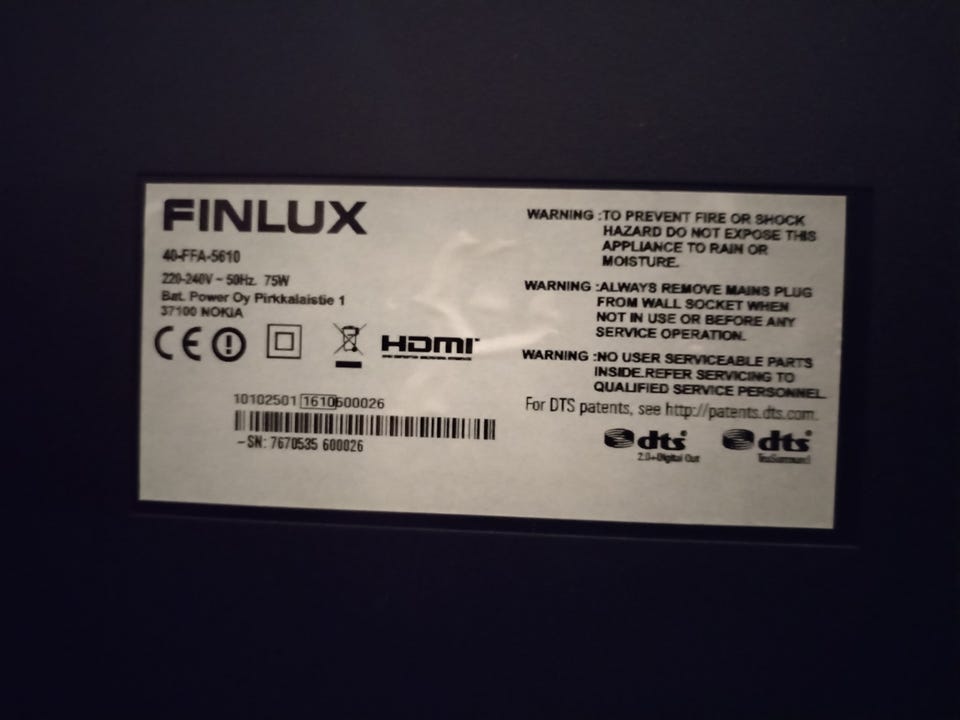 FINLUX
40-FFA-5610
220-240V ~ 50Hz. 75W
Bat. Power Oy Pirkkalaistie 1
37100 NOKIA
CE
HDMI
10102501 1610600026
-SN: 7670535 600026
WARNING :TO PREVENT FIRE OR SHOCK
HAZARD DO NOT EXPOSE THIS
APPLIANCE TO RAIN OR
MOISTURE.
WARNING :ALWAYS REMOVE MAINS PLUG
FROM WALL SOCKET WHEN
NOT IN USE OR BEFORE ANY
SERVICE OPERATION.
WARNING :NO USER SERVICEABLE PARTS
INSIDE.REFER SERVICING TO
QUALIFIED SERVICE PERSONNEL
For DTS patents, see http://patents.dts.com.
dts dts
2.0+Digital Out TruSurround